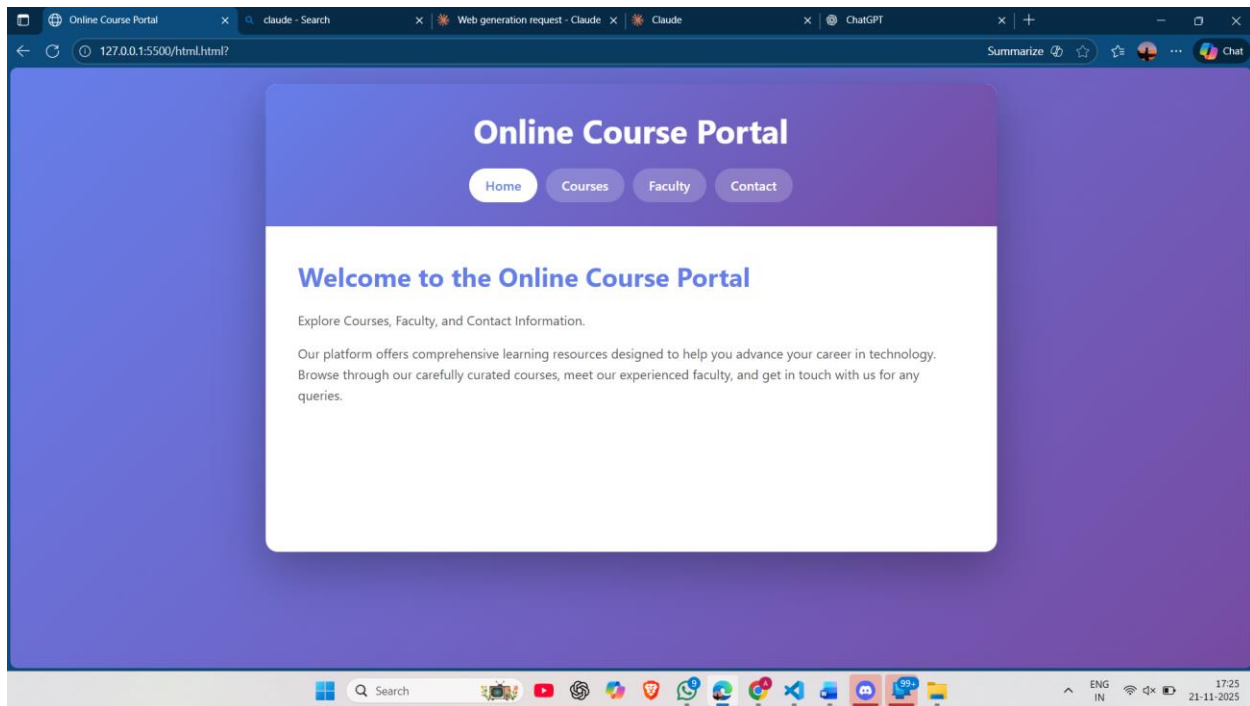 Online Course Portal
claude - Search
Web generation request - Claude
Claude
ChatGPT
127.0.0.1:5500/html.html?
Summarize
Chat
Online Course Portal
Home Courses Faculty Contact
Welcome to the Online Course Portal
Explore Courses, Faculty, and Contact Information.
Our platform offers comprehensive learning resources designed to help you advance your career in technology.
Browse through our carefully curated courses, meet our experienced faculty, and get in touch with us for any
queries.
Search
9
99+
ENG
IN
17:25
21-11-2025